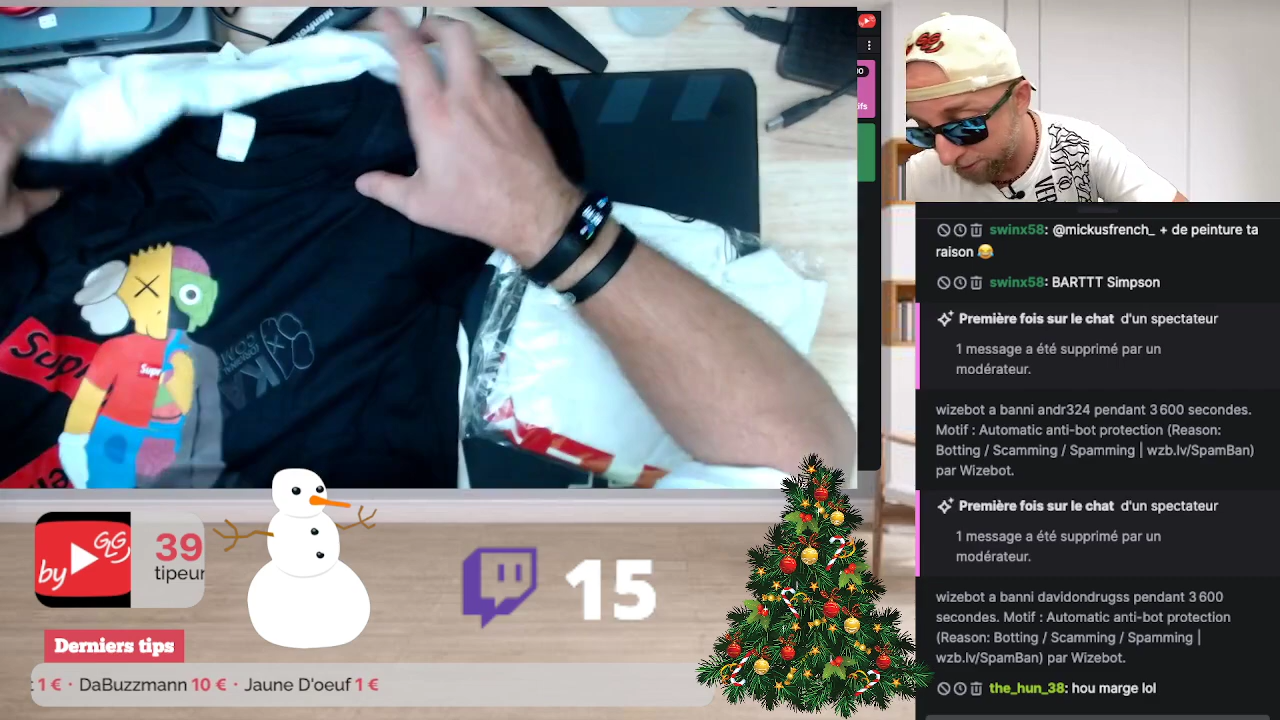 swinx58: @mickusfrench_ + de peinture ta
raison 😂
swinx58: BARTTT Simpson
Première fois sur le chat d'un spectateur
1 message a été supprimé par un
modérateur.
wizebot a banni andr324 pendant 3 600 secondes.
Motif : Automatic anti-bot protection (Reason:
Botting / Scamming / Spamming | wzb.lv/SpamBan)
par Wizebot.
Première fois sur le chat d'un spectateur
1 message a été supprimé par un
modérateur.
wizebot a banni davidondrugss pendant 3 600
secondes. Motif : Automatic anti-bot protection
(Reason: Botting / Scamming / Spamming |
wzb.lv/SpamBan) par Wizebot.
the_hun_38: hou marge lol
by GLG
39
tipeur
15
Derniers tips
1 € · DaBuzzmann 10 € · Jaune D'oeuf 1 €